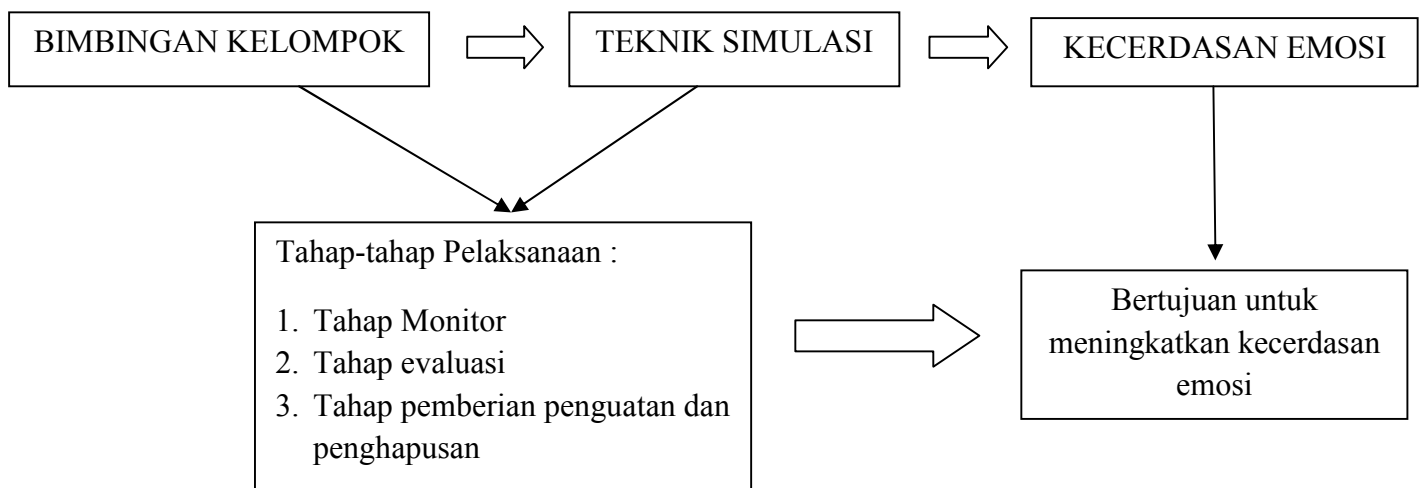 BIMBINGAN KELOMPOK
TEKNIK SIMULASI
KECERDASAN EMOSI
Tahap-tahap Pelaksanaan :
1. Tahap Monitor
2. Tahap evaluasi
3. Tahap pemberian penguatan dan
penghapusan
Bertujuan untuk
meningkatkan kecerdasan
emosi